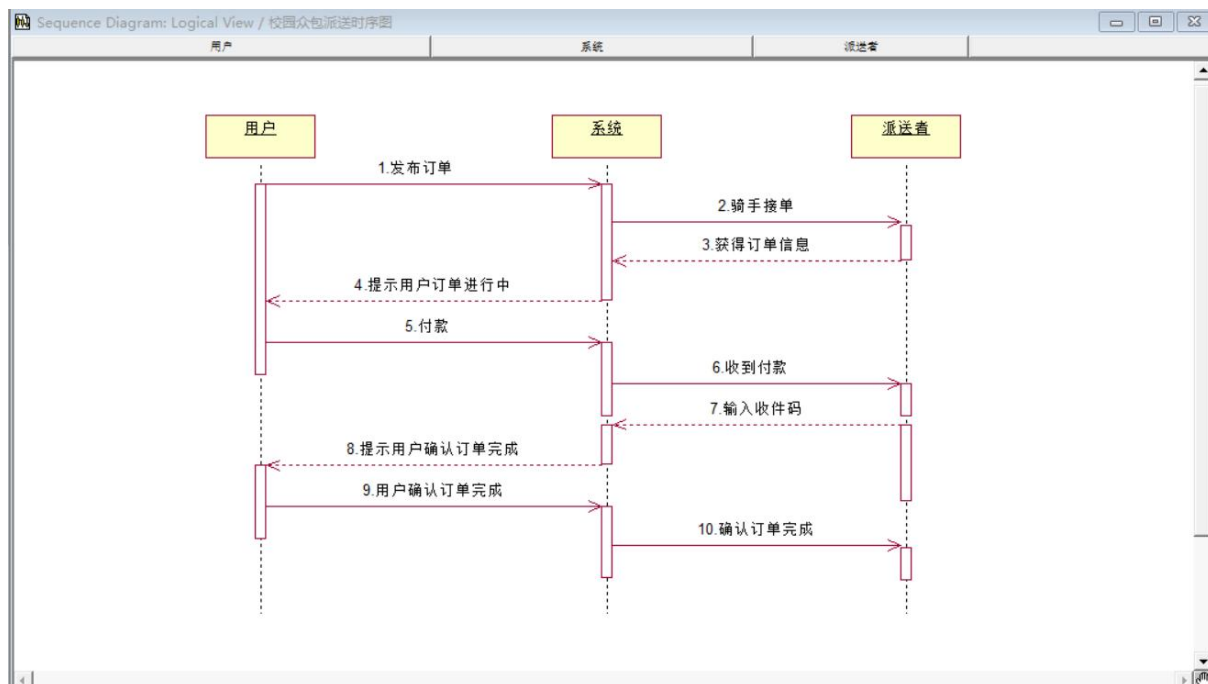 Sequence Diagram: Logical View / 校园众包派送时序图
用户 系统 派送者
用户 系统 派送者
1.发布订单
2.骑手接单
3.获得订单信息
4.提示用户订单进行中
5.付款
6.收到付款
7.输入收件码
8.提示用户确认订单完成
9.用户确认订单完成
10.确认订单完成